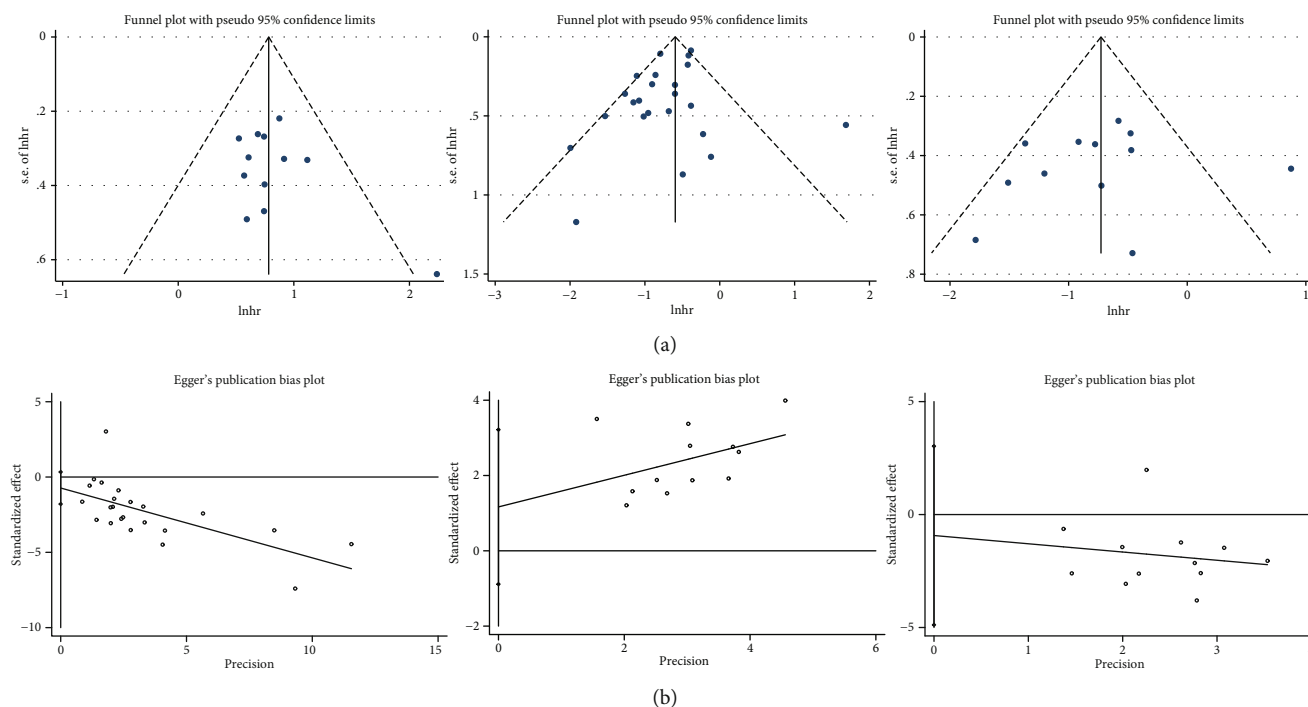 Funnel plot with pseudo 95% confidence limits
0
.2
.4
.6
s.e. of lnhr
−1
0
1
2
lnhr
Funnel plot with pseudo 95% confidence limits
0
.5
1
1.5
s.e. of lnhr
−3
−2
−1
0
1
2
lnhr
Funnel plot with pseudo 95% confidence limits
0
.2
.4
.6
.8
s.e. of lnhr
−2
−1
0
1
lnhr
(a)
Egger’s publication bias plot
5
0
−5
−10
Standardized effect
0
5
10
15
Precision
Egger’s publication bias plot
4
2
0
−2
Standardized effect
0
2
4
6
Precision
Egger’s publication bias plot
5
0
−5
Standardized effect
0
1
2
3
Precision
(b)